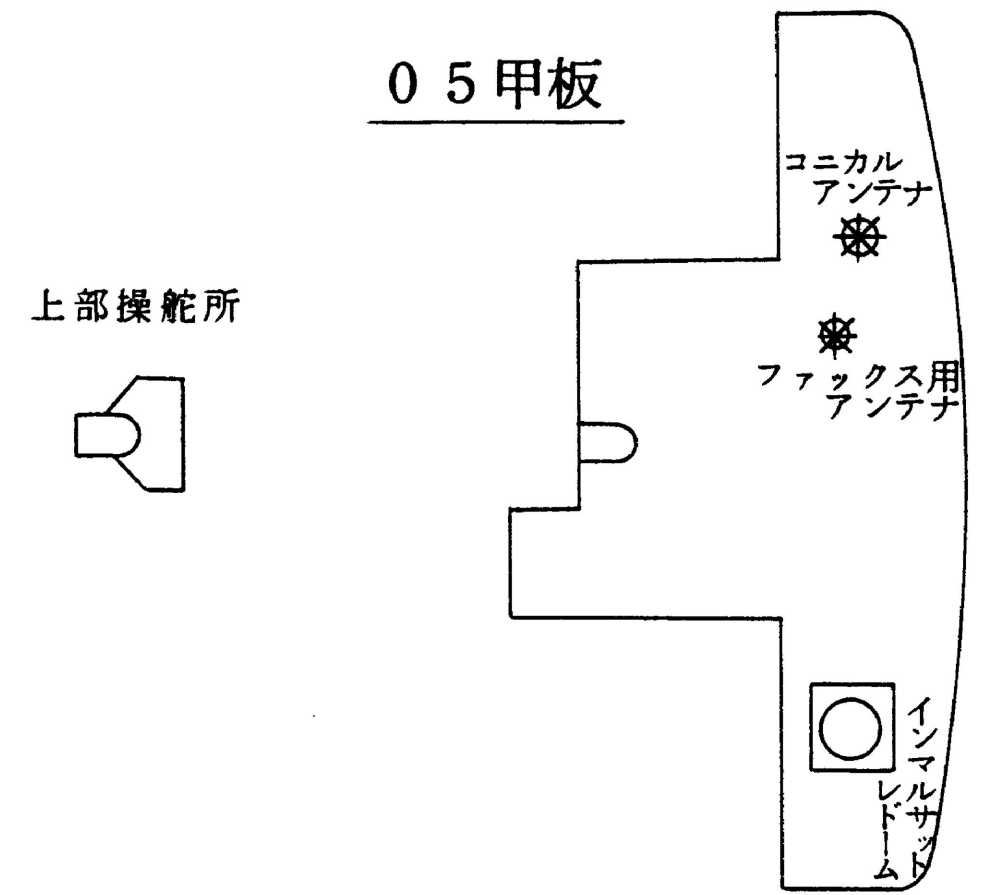 ０５甲板
コニカル
アンテナ
上部操舵所
ファックス用
アンテナ
インマルサット
レドーム